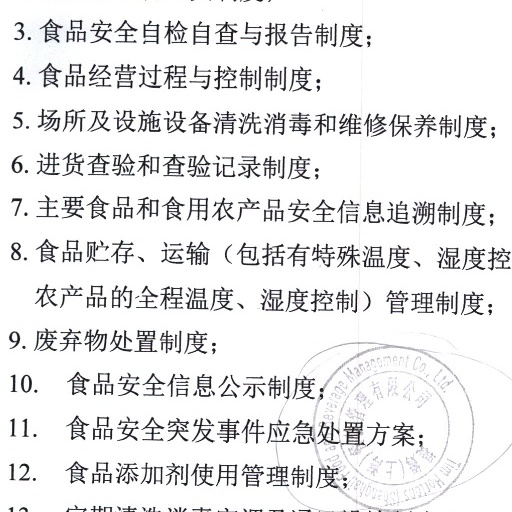 3. 食品安全自检自查与报告制度;
4. 食品经营过程与控制制度;
5. 场所及设施设备清洗消毒和维修保养制度;
6. 进货查验和查验记录制度;
7. 主要食品和食用农产品安全信息追溯制度;
8. 食品贮存、运输（包括有特殊温度、湿度控
农产品的全程温度、湿度控制）管理制度;
9. 废弃物处置制度;
10. 食品安全信息公示制度;
11. 食品安全突发事件应急处置方案;
12. 食品添加剂使用管理制度;
Beverage Management Co., Ltd.
管理有限公司